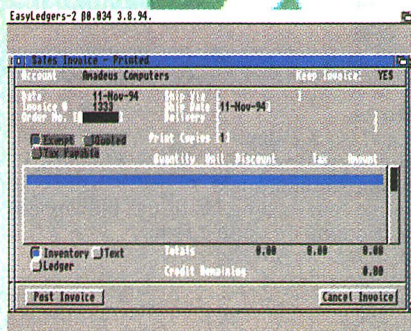 EasyLedgers-2 β0.034 3.8.94.
Sales Invoice - Printed
Account Amadeus Computers Keep Invoice: YES
Date 11-Nov-94 Ship Via [ ]
Invoice # 1333 Ship Date 11-Nov-94]
Order No. [ ] Delivery [ ]
Exempt Quoted Print Copies 1]
Tax Payable
Quantity Unit Discount Tax Amount
Inventory Text Totals 0.00 0.00 0.00
Ledger Credit Remaining 0.00
Post Invoice Cancel Invoice